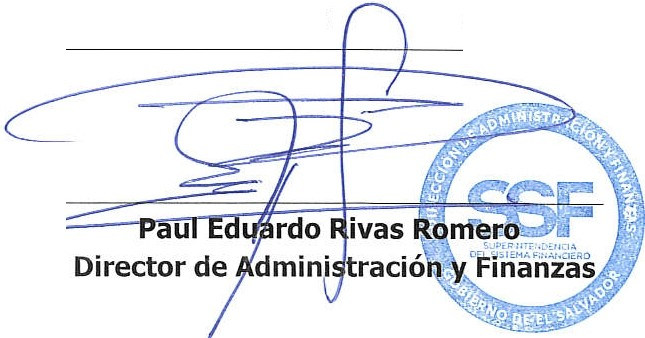 Paul Eduardo Rivas Romero
Director de Administración y Finanzas
DIRECCIÓN DE ADMINISTRACIÓN Y FINANZAS
SSF
SUPERINTENDENCIA
DEL SISTEMA FINANCIERO
GOBIERNO DE EL SALVADOR